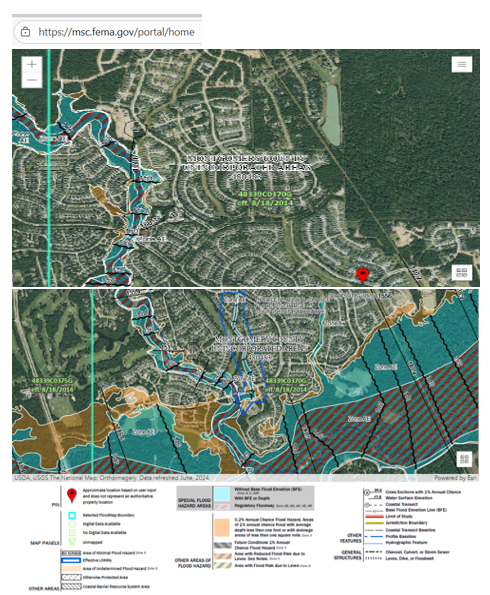 https://msc.fema.gov/portal/home
MONTGOMERY COUNTY
UNINCORPORATED AREAS
480483
48339C0370G
eff. 8/18/2014
Zone AE
MONTGOMERY COUNTY
UNINCORPORATED AREAS
480483
48339C0375G
eff. 8/18/2014
48339C0370G
eff. 8/18/2014
Zone AE
Zone AE
Zone AE
USDA, USGS The National Map: Orthoimagery. Data refreshed June, 2024.
Powered by Esri
PIN
Approximate location based on user input
and does not represent an authoritative
property location
MAP PANELS
Selected FloodMap Boundary
Digital Data Available
No Digital Data Available
Unmapped
OTHER AREAS
Area of Minimal Flood Hazard Zone X
Effective LOMRs
Area of Undetermined Flood Hazard Zone D
Otherwise Protected Area
Coastal Barrier Resource System Area
SPECIAL FLOOD
HAZARD AREAS
Without Base Flood Elevation (BFE)
With BFE or Depth
Regulatory Floodway
OTHER AREAS OF
FLOOD HAZARD
0.2% Annual Chance Flood Hazard, Areas
of 1% annual chance flood with average
depth less than one foot or with drainage
areas of less than one square mile Zone X
Future Conditions 1% Annual
Chance Flood Hazard Zone X
Area with Reduced Flood Risk due to
Levee. See Notes. Zone X
Area with Flood Risk due to Levee Zone D
OTHER
FEATURES
Cross Sections with 1% Annual Chance
Water Surface Elevation
Coastal Transect
Base Flood Elevation Line (BFE)
Limit of Study
Jurisdiction Boundary
Coastal Transect Baseline
Profile Baseline
Hydrographic Feature
GENERAL
STRUCTURES
Channel, Culvert, or Storm Sewer
Levee, Dike, or Floodwall